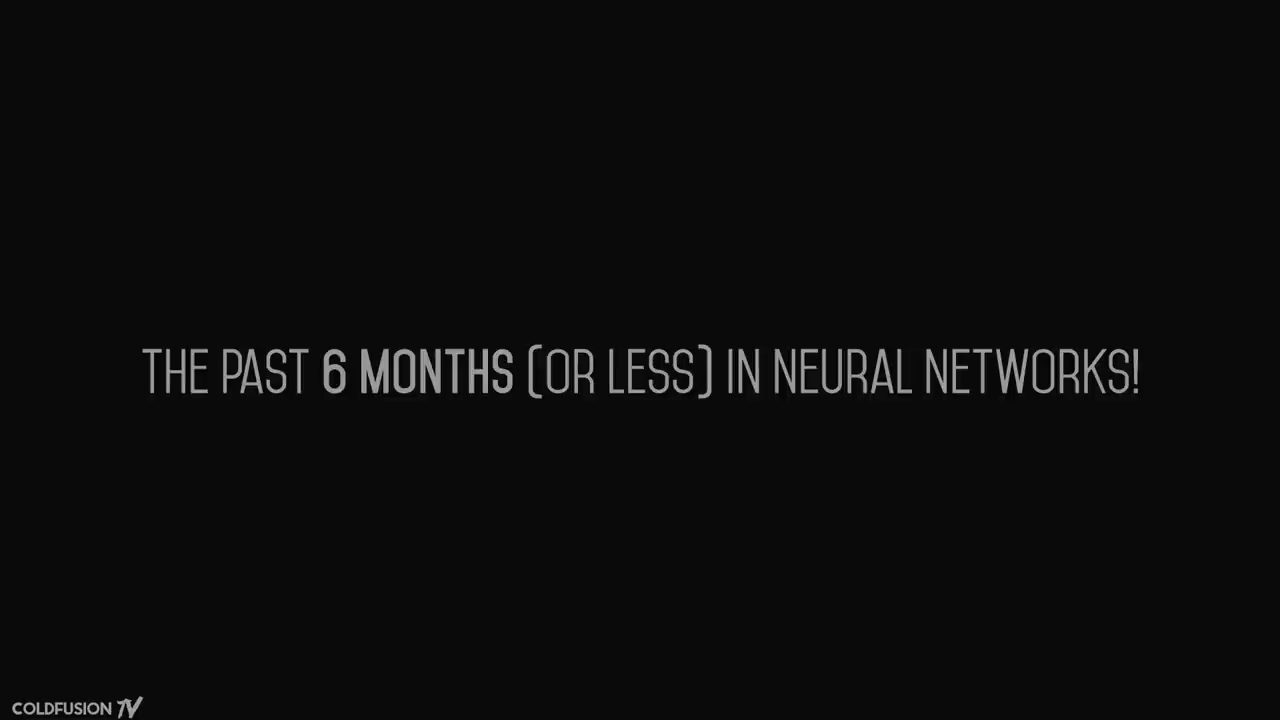 THE PAST 6 MONTHS (OR LESS) IN NEURAL NETWORKS!
COLDFUSION TV